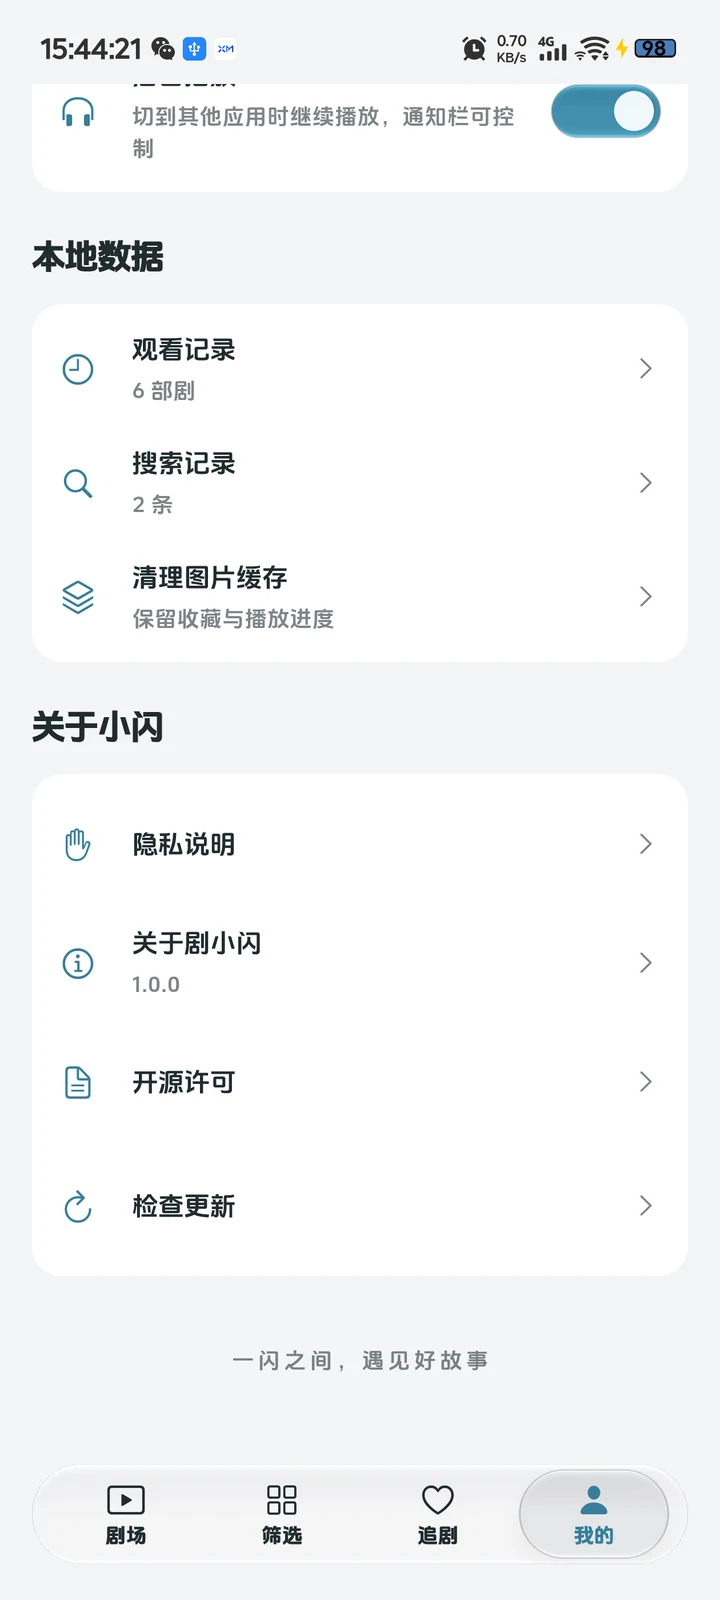 15:44:21
0.70 KB/s
4G
98
切到其他应用时继续播放，通知栏可控
制
本地数据
观看记录
6 部剧
搜索记录
2 条
清理图片缓存
保留收藏与播放进度
关于小闪
隐私说明
关于剧小闪
1.0.0
开源许可
检查更新
一闪之间，遇见好故事
剧场
筛选
追剧
我的